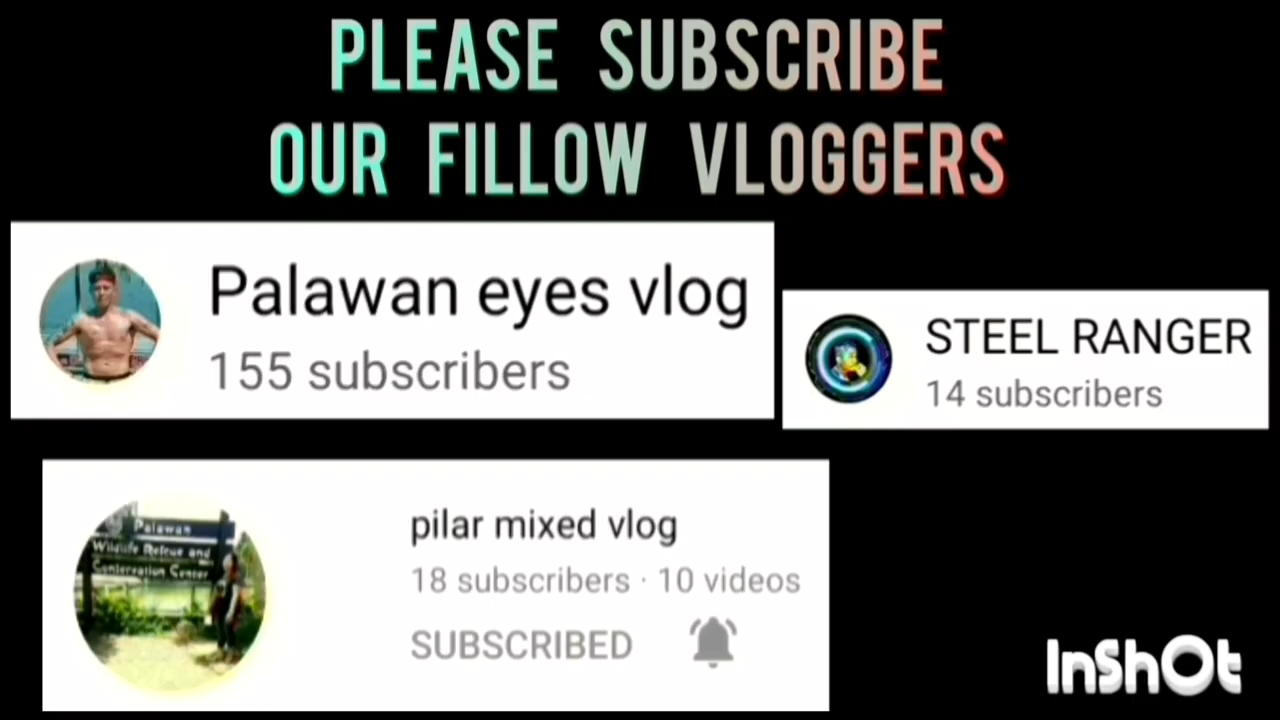 PLEASE SUBSCRIBE
OUR FILLOW VLOGGERS
Palawan eyes vlog
155 subscribers
STEEL RANGER
14 subscribers
Palawan
Wildlife Rescue and
Conservation Center
pilar mixed vlog
18 subscribers · 10 videos
SUBSCRIBED
InShOt